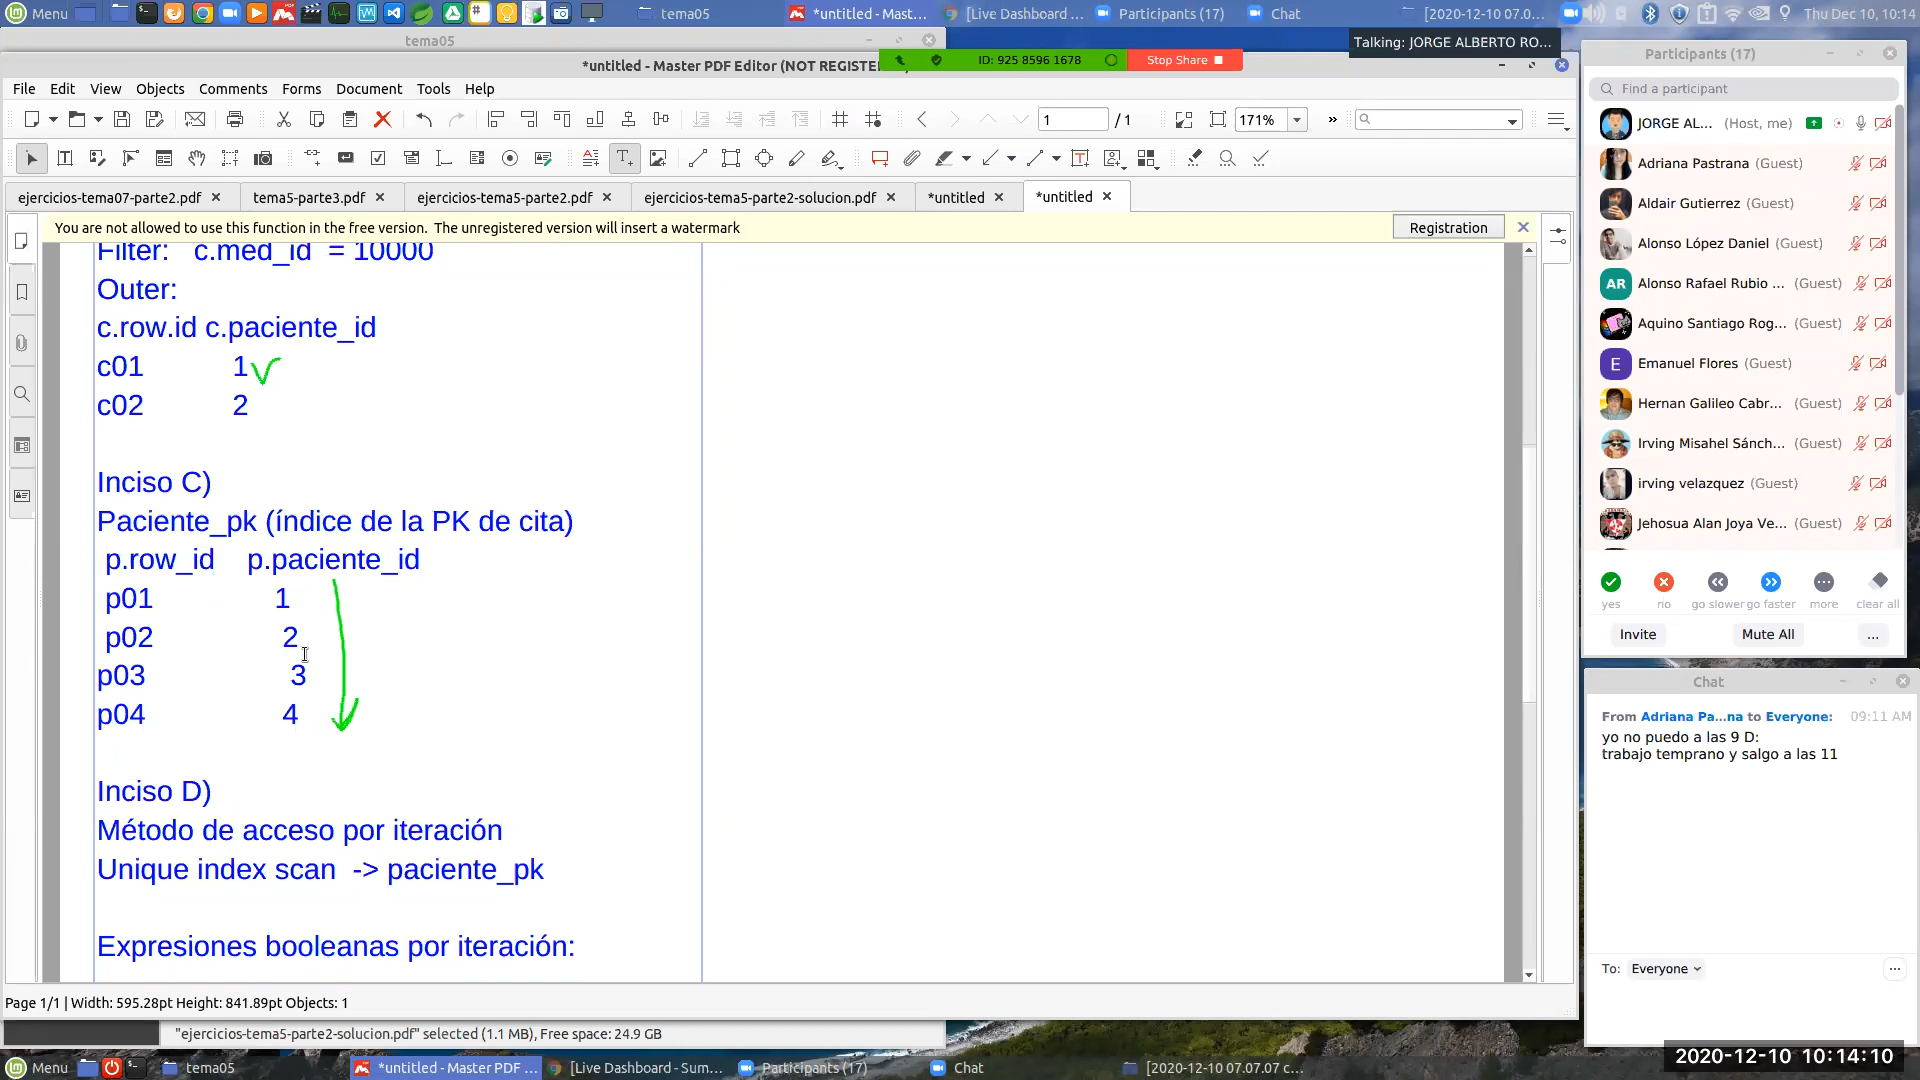 Menu
tema05
*untitled - Mast...
[Live Dashboard ...
Participants (17)
Chat
[2020-12-10 07.0...
Thu Dec 10, 10:14
tema05
Talking: JORGE ALBERTO RO...
*untitled - Master PDF Editor (NOT REGISTE
ID: 925 8596 1678
Stop Share
File Edit View Objects Comments Forms Document Tools Help
1 / 1
171%
ejercicios-tema07-parte2.pdf
tema5-parte3.pdf
ejercicios-tema5-parte2.pdf
ejercicios-tema5-parte2-solucion.pdf
*untitled
*untitled
You are not allowed to use this function in the free version. The unregistered version will insert a watermark
Registration
Filter: c.med_id = 10000
Outer:
c.row.id c.paciente_id
c01 1
c02 2
Inciso C)
Paciente_pk (índice de la PK de cita)
p.row_id p.paciente_id
p01 1
p02 2
p03 3
p04 4
Inciso D)
Método de acceso por iteración
Unique index scan -> paciente_pk
Expresiones booleanas por iteración:
Page 1/1 | Width: 595.28pt Height: 841.89pt Objects: 1
"ejercicios-tema5-parte2-solucion.pdf" selected (1.1 MB), Free space: 24.9 GB
Participants (17)
Find a participant
JORGE AL... (Host, me)
Adriana Pastrana (Guest)
Aldair Gutierrez (Guest)
Alonso López Daniel (Guest)
AR Alonso Rafael Rubio ... (Guest)
Aquino Santiago Rog... (Guest)
E Emanuel Flores (Guest)
Hernan Galileo Cabr... (Guest)
Irving Misahel Sánch... (Guest)
irving velazquez (Guest)
Jehosua Alan Joya Ve... (Guest)
yes no go slower go faster more clear all
Invite Mute All ...
Chat
From Adriana Pa...na to Everyone: 09:11 AM
yo no puedo a las 9 D:
trabajo temprano y salgo a las 11
To: Everyone
2020-12-10 10:14:10
Menu
tema05
*untitled - Master PDF ...
[Live Dashboard - Sum...
Participants (17)
Chat
[2020-12-10 07.07.07 c...